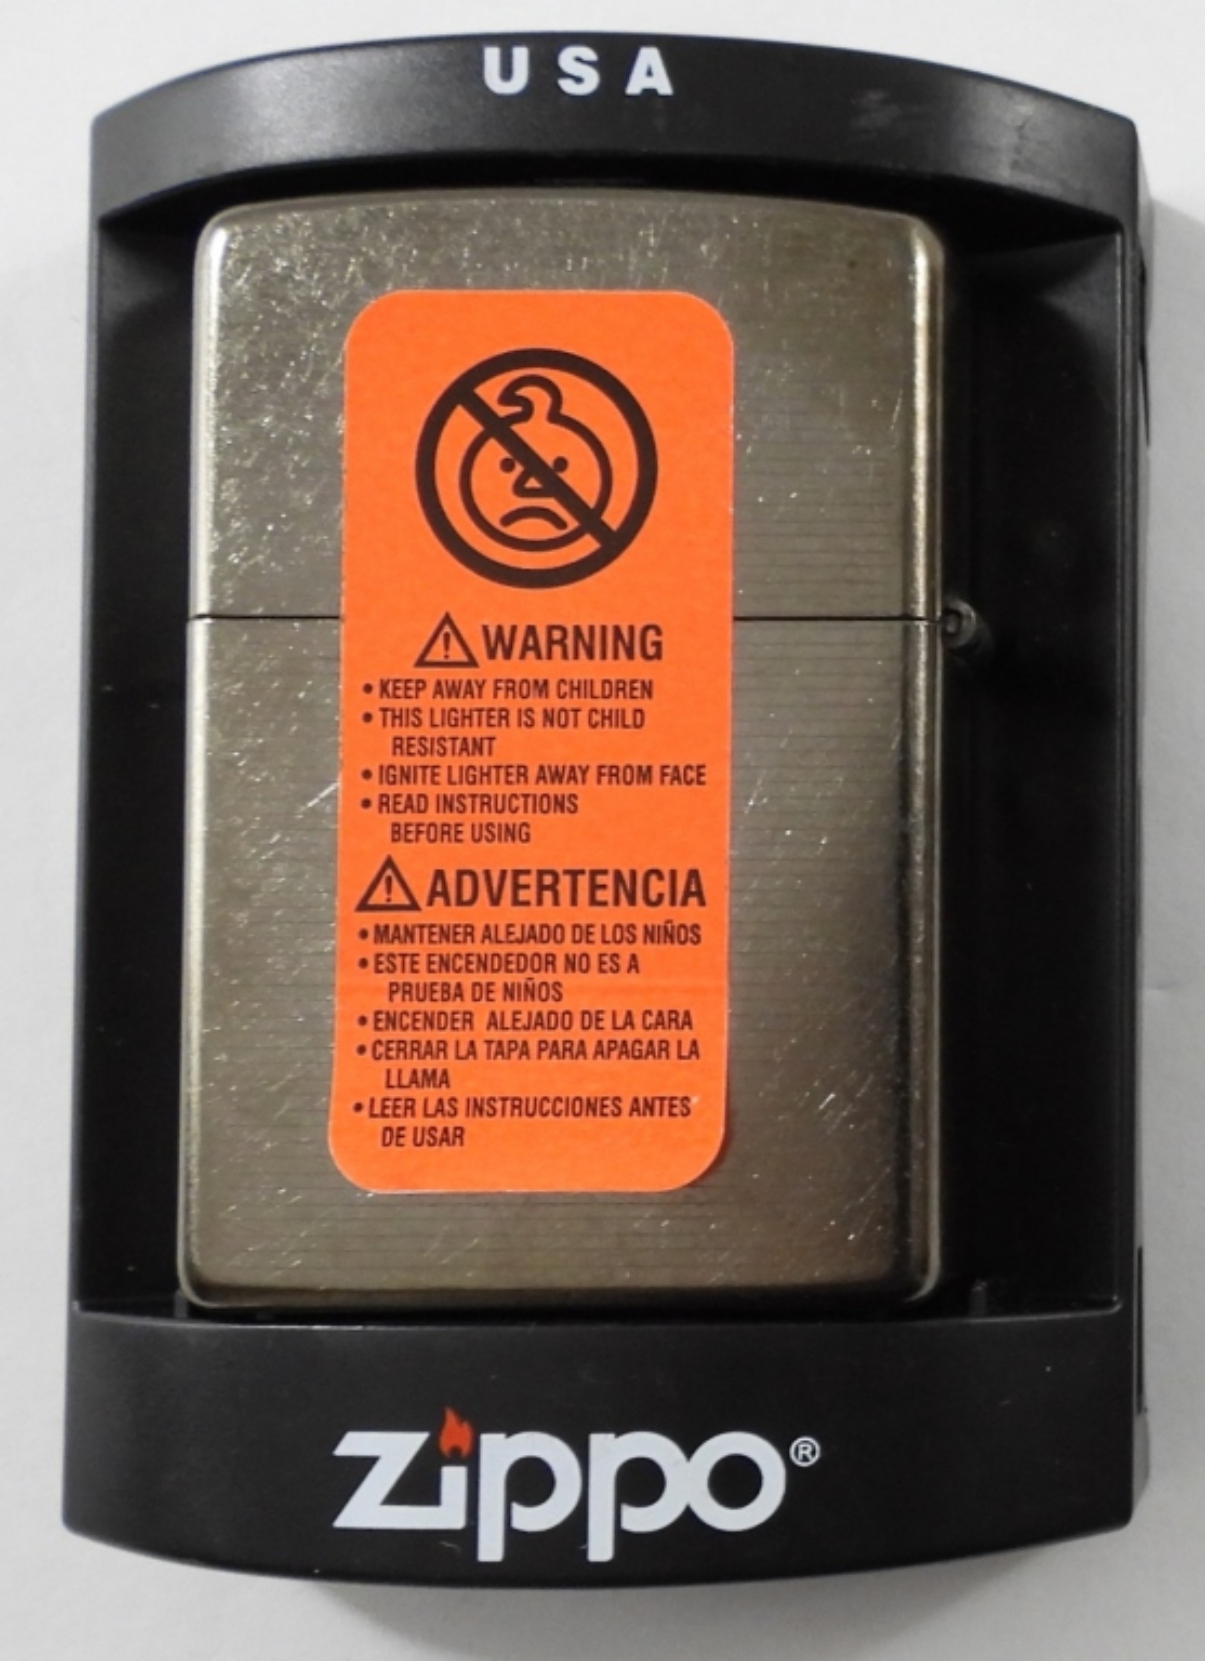 USA
⚠WARNING
• KEEP AWAY FROM CHILDREN
• THIS LIGHTER IS NOT CHILD
RESISTANT
• IGNITE LIGHTER AWAY FROM FACE
• READ INSTRUCTIONS
BEFORE USING
⚠ADVERTENCIA
• MANTENER ALEJADO DE LOS NIÑOS
• ESTE ENCENDEDOR NO ES A
PRUEBA DE NIÑOS
• ENCENDER ALEJADO DE LA CARA
• CERRAR LA TAPA PARA APAGAR LA
LLAMA
• LEER LAS INSTRUCCIONES ANTES
DE USAR
Zippo®